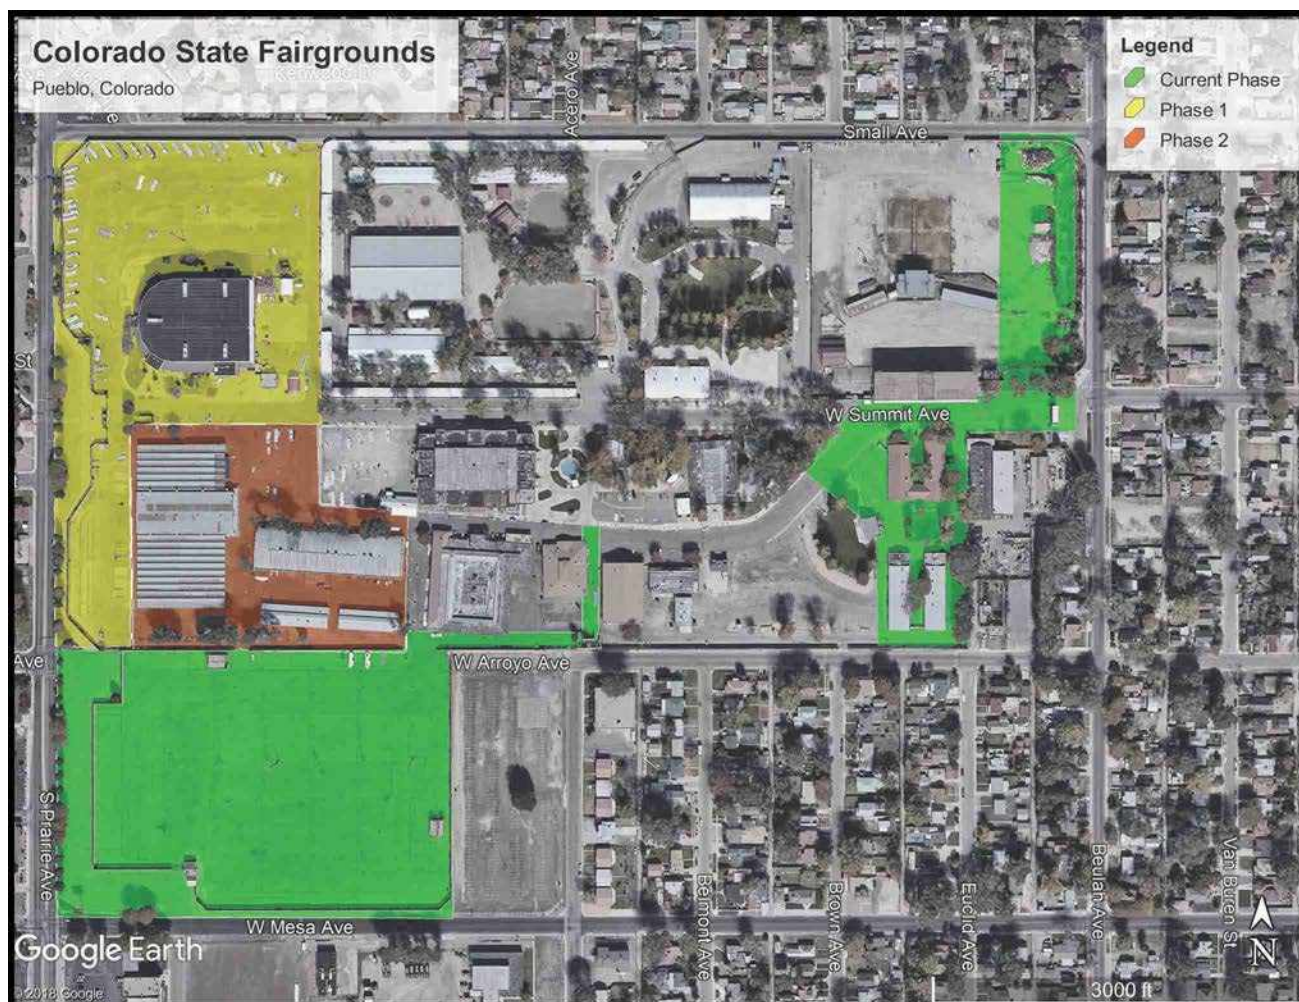 Colorado State Fairgrounds
Pueblo, Colorado
Legend
Current Phase
Phase 1
Phase 2
Acero Ave
Small Ave
St
W Summit Ave
Ave
W Arroyo Ave
S Prairie Ave
Belmont Ave
Brown Ave
Euclid Ave
Beulah Ave
Van Buren St
W Mesa Ave
Google Earth
N
© 2018 Google
3000 ft